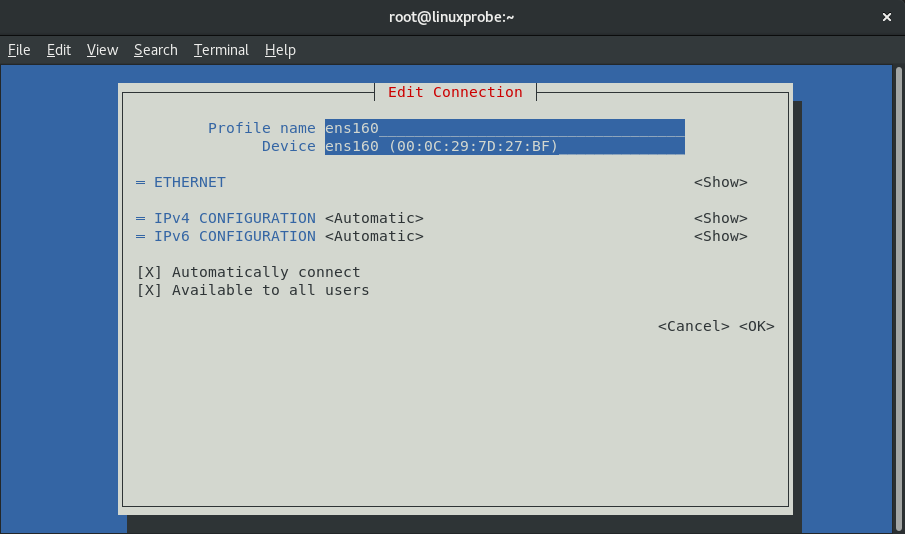 root@linuxprobe:~ ×
File Edit View Search Terminal Help
Edit Connection
Profile name ens160________________________________
Device ens160 (00:0C:29:7D:27:BF)______________
= ETHERNET <Show>
= IPv4 CONFIGURATION <Automatic> <Show>
= IPv6 CONFIGURATION <Automatic> <Show>
[X] Automatically connect
[X] Available to all users
<Cancel> <OK>